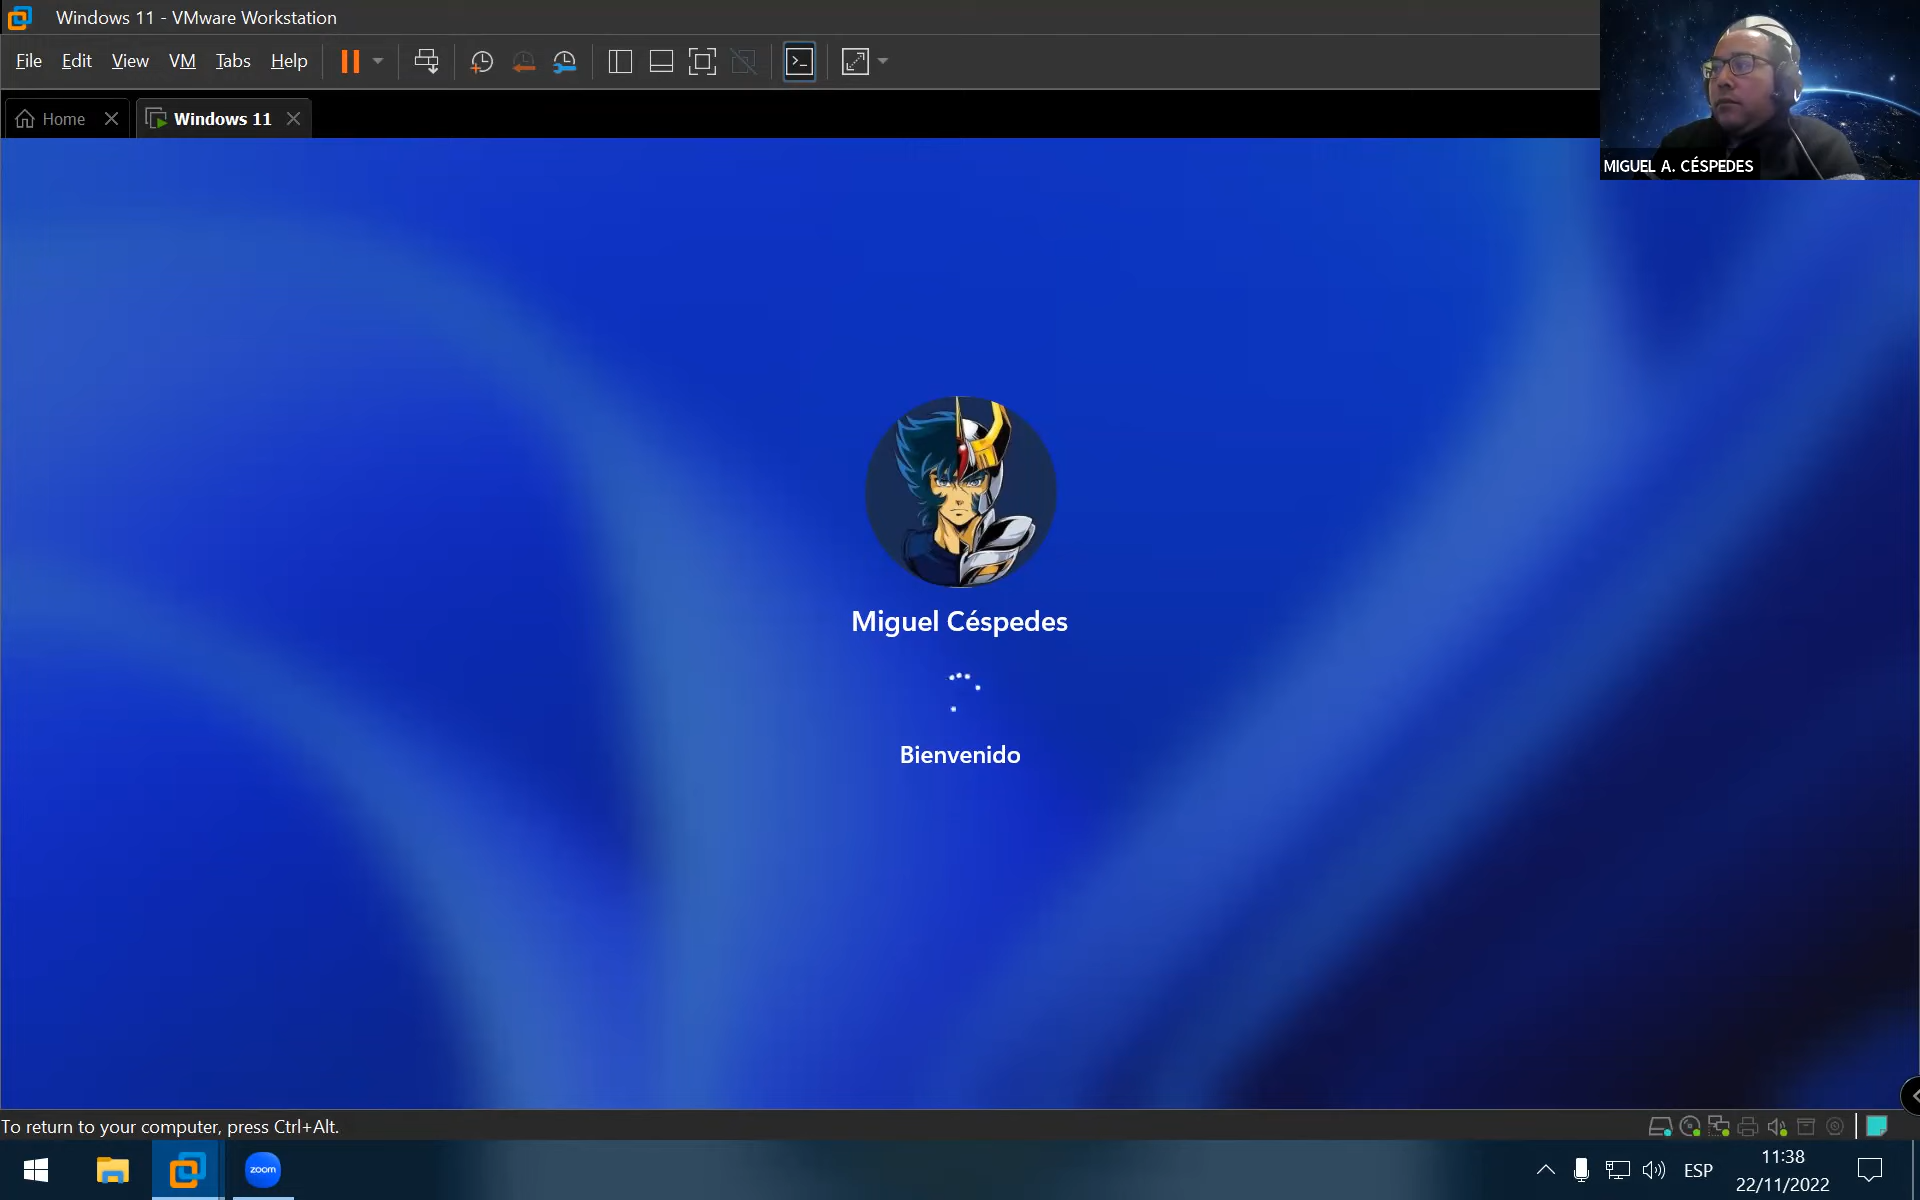 Windows 11 - VMware Workstation
File Edit View VM Tabs Help
Home Windows 11
MIGUEL A. CÉSPEDES
Miguel Céspedes
Bienvenido
To return to your computer, press Ctrl+Alt.
zoom
ESP
11:38
22/11/2022